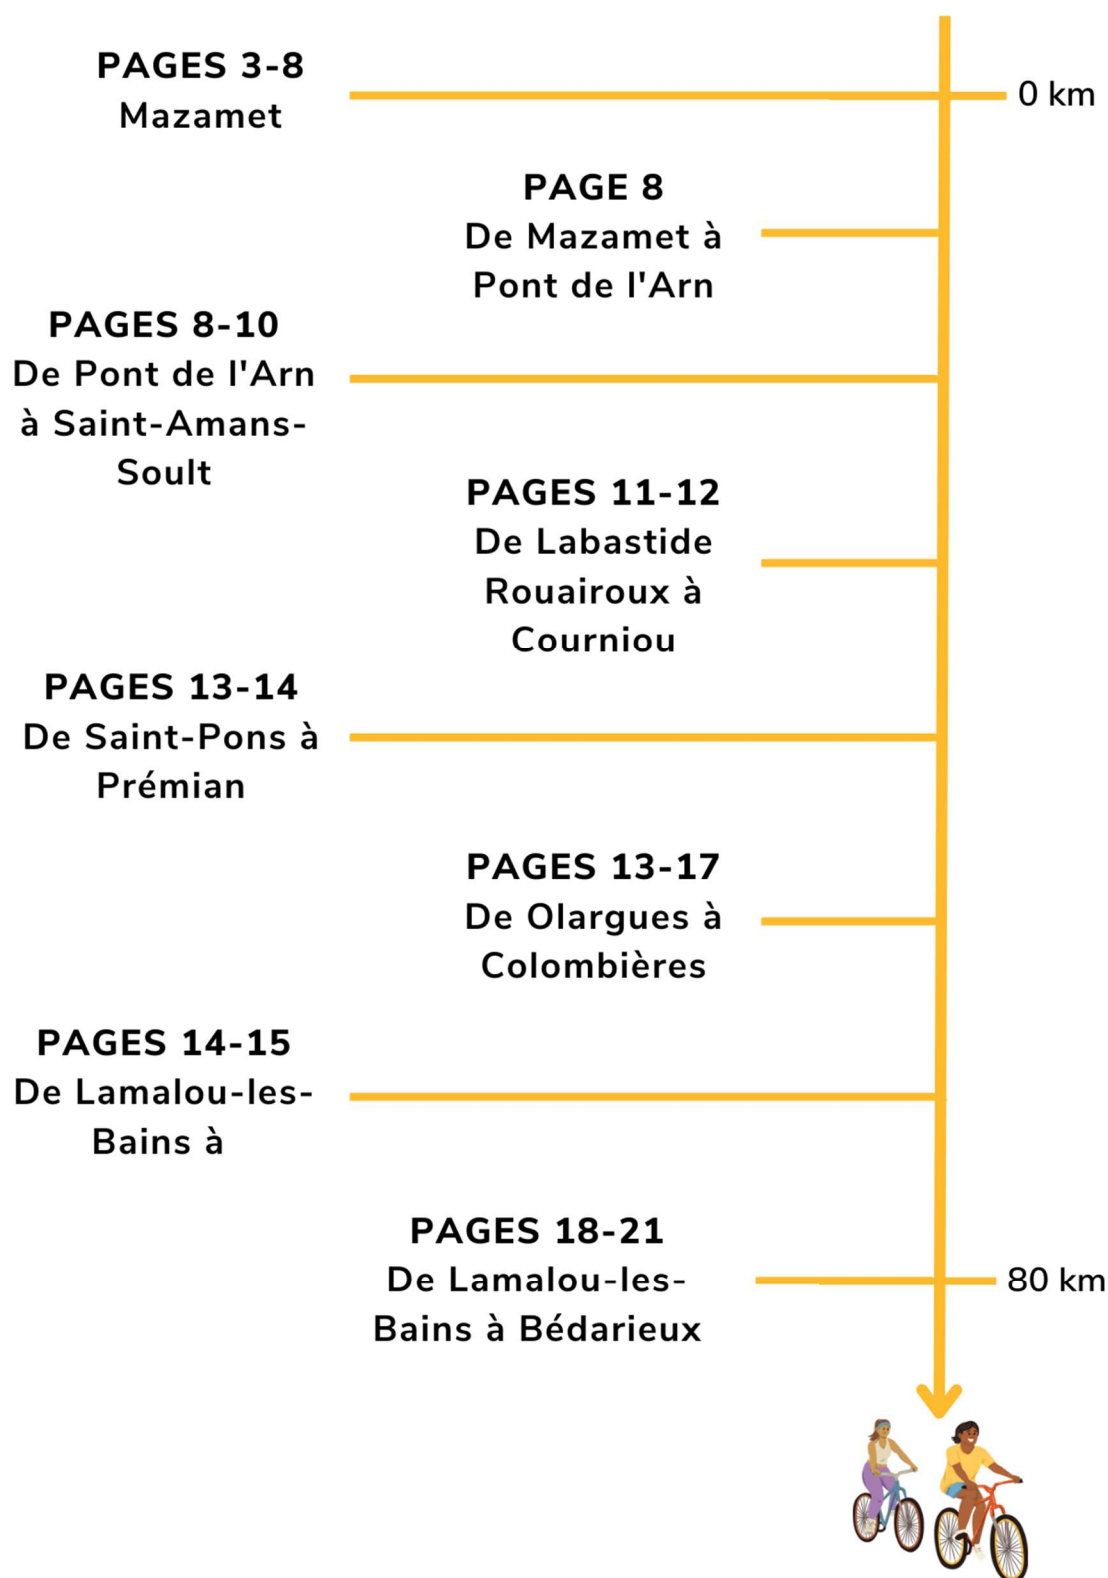 PAGES 3-8
Mazamet
0 km
PAGE 8
De Mazamet à
Pont de l'Arn
PAGES 8-10
De Pont de l'Arn
à Saint-Amans-
Soult
PAGES 11-12
De Labastide
Rouairoux à
Courniou
PAGES 13-14
De Saint-Pons à
Prémian
PAGES 13-17
De Olargues à
Colombières
PAGES 14-15
De Lamalou-les-
Bains à
PAGES 18-21
De Lamalou-les-
Bains à Bédarieux
80 km